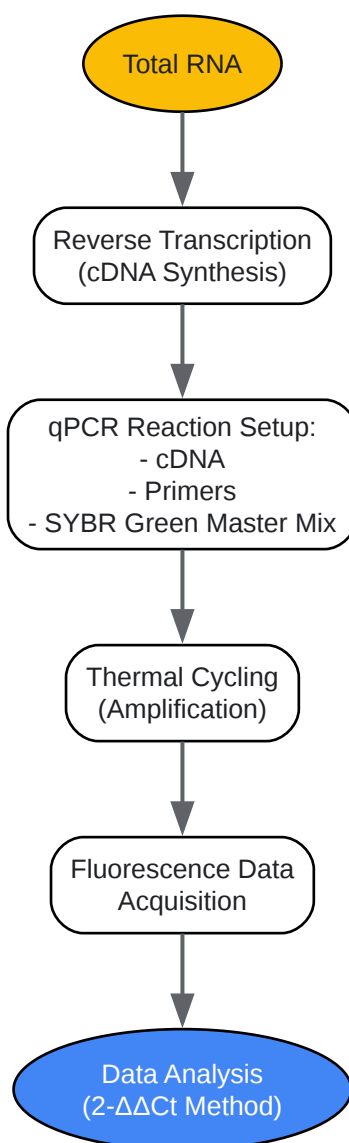 Total RNA
Reverse Transcription
(cDNA Synthesis)
qPCR Reaction Setup:
- cDNA
- Primers
- SYBR Green Master Mix
Thermal Cycling
(Amplification)
Fluorescence Data
Acquisition
Data Analysis
(2-ΔΔCt Method)